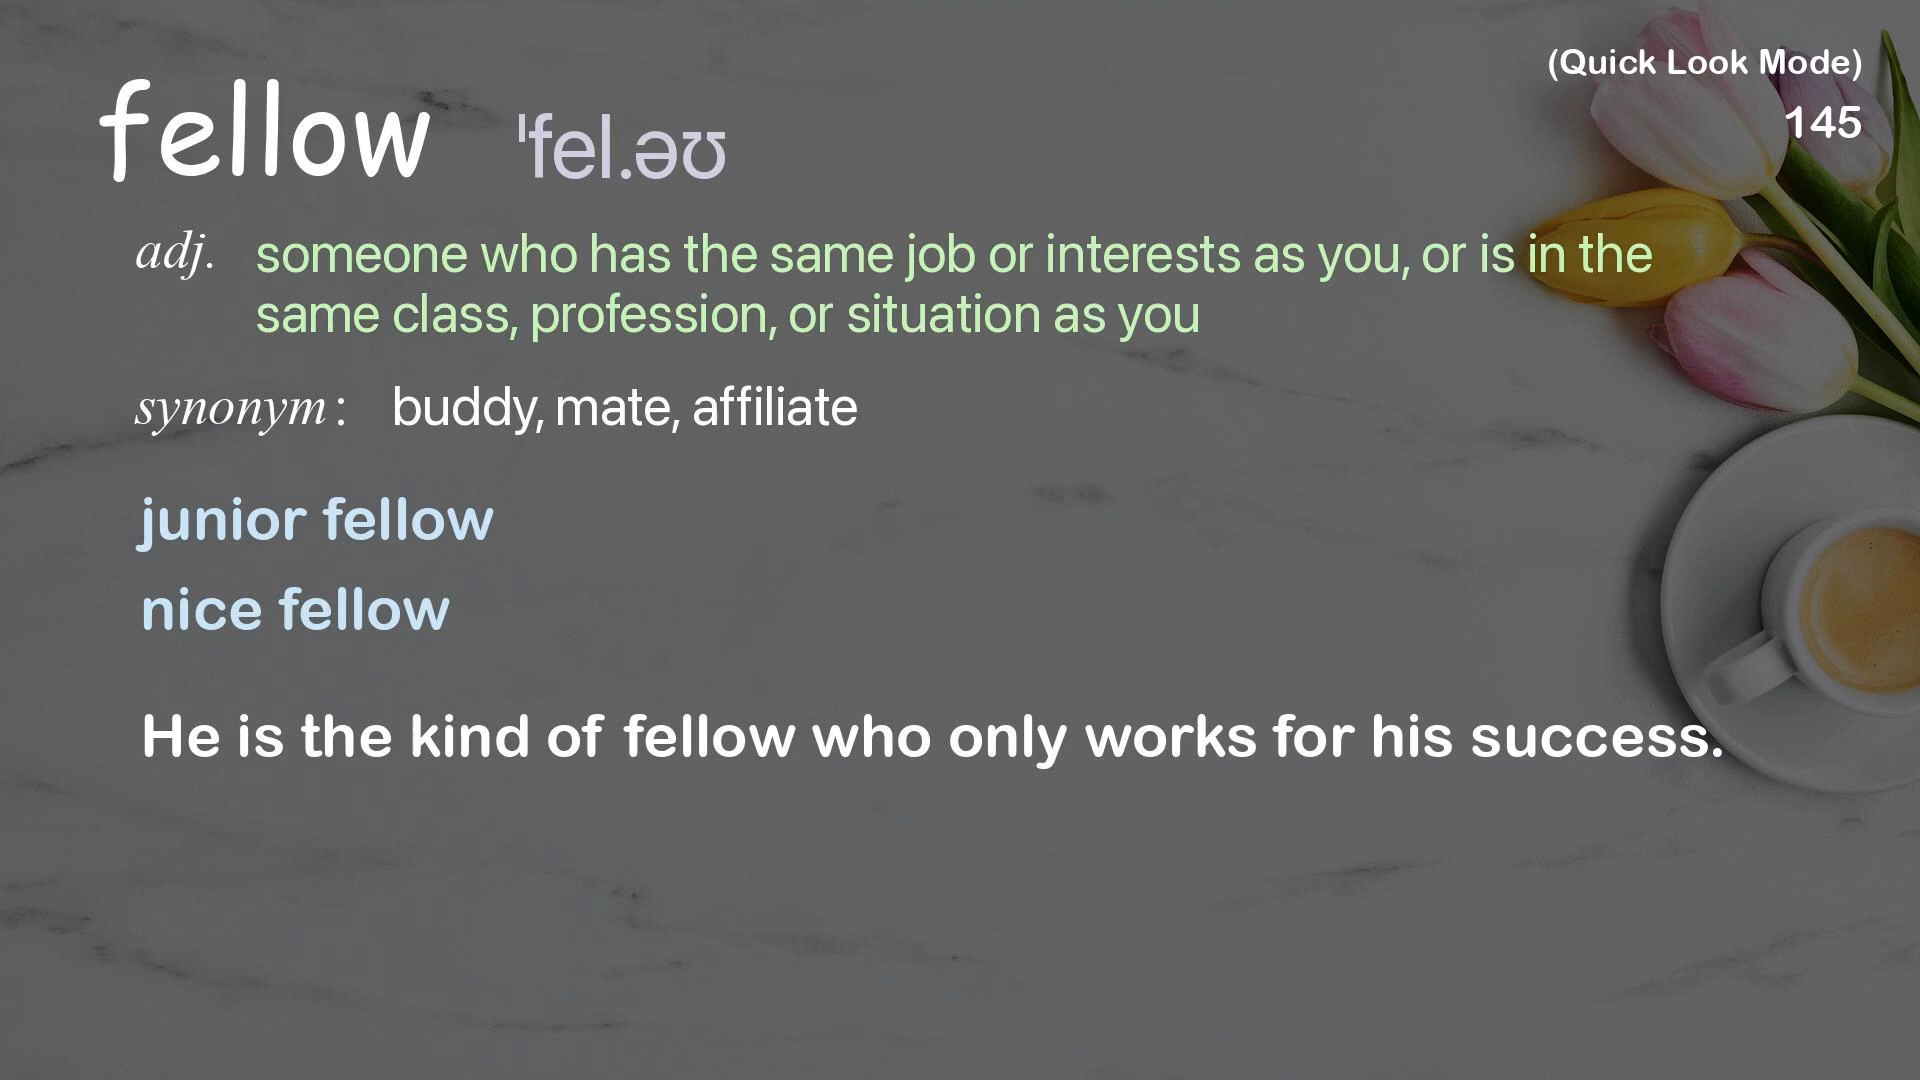 (Quick Look Mode)
145
fellow ˈfel.əʊ
adj. someone who has the same job or interests as you, or is in the
same class, profession, or situation as you
synonym: buddy, mate, affiliate
junior fellow
nice fellow
He is the kind of fellow who only works for his success.